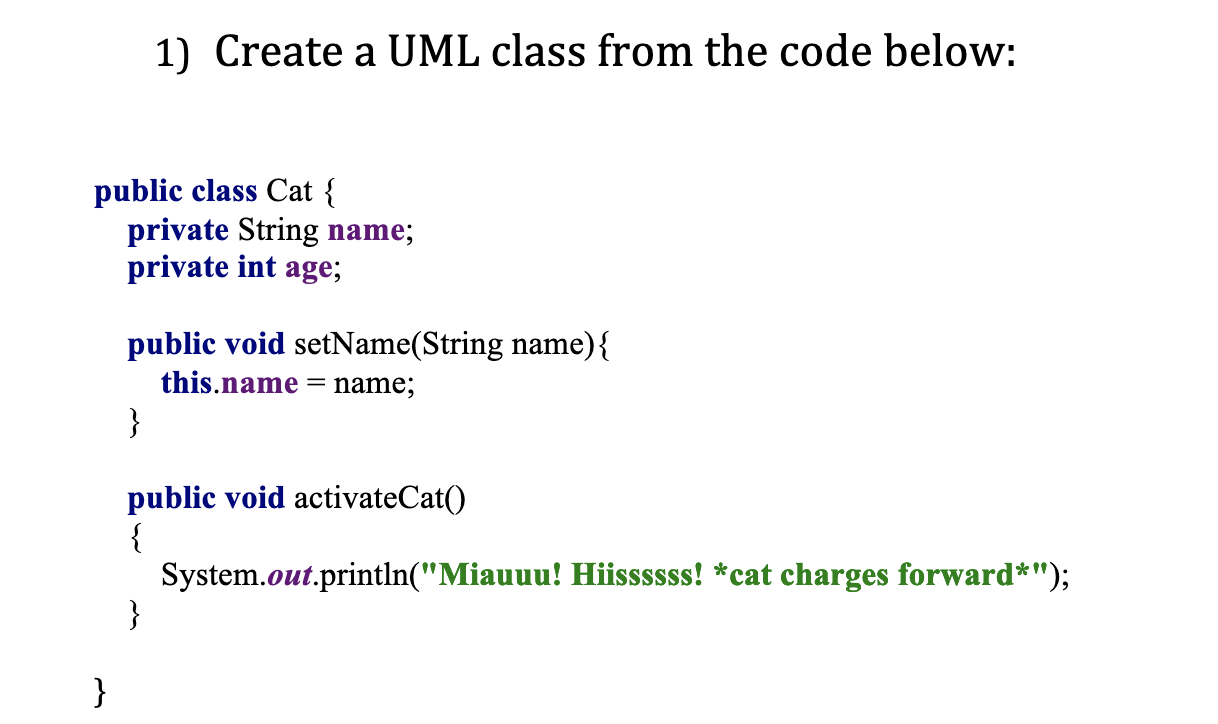 1) Create a UML class from the code below:
public class Cat {
private String name;
private int age;
public void setName(String name){
this.name = name;
}
public void activateCat()
{
System.out.println("Miauuu! Hiissssss! *cat charges forward*");
}
}